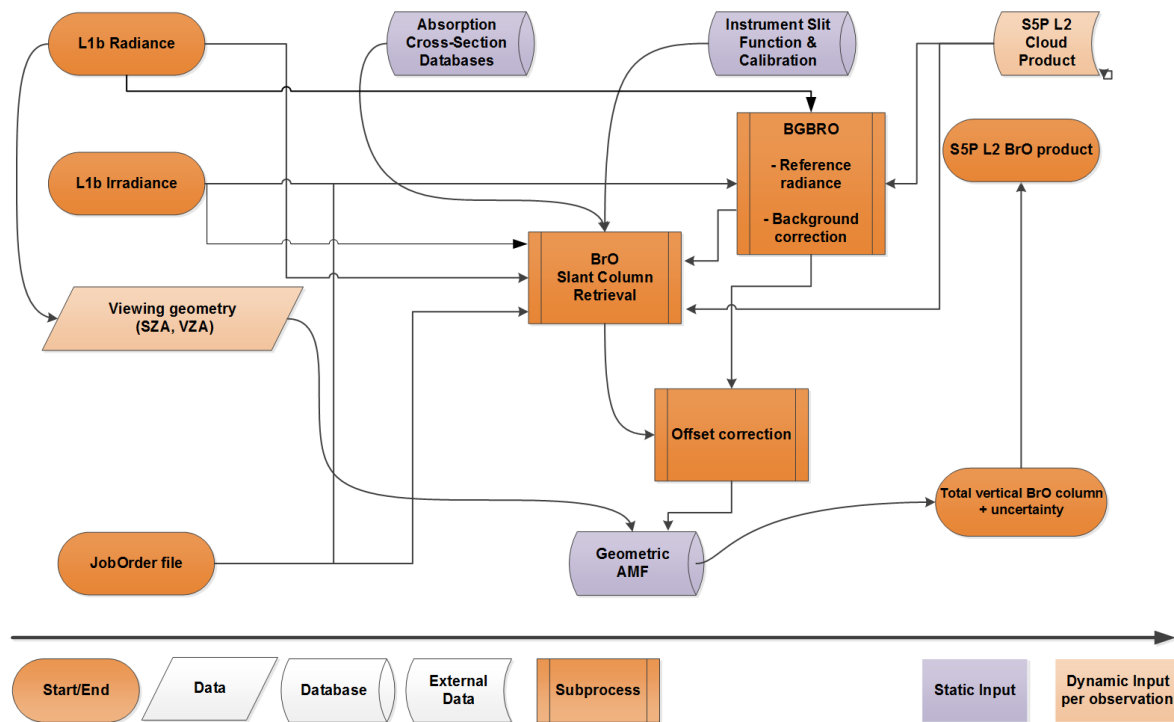 L1b Radiance
Absorption
Cross-Section
Databases
Instrument Slit
Function &
Calibration
S5P L2
Cloud
Product
BGBRO
- Reference
radiance
- Background
correction
S5P L2 BrO product
L1b Irradiance
BrO
Slant Column
Retrieval
Viewing geometry
(SZA, VZA)
Offset correction
Total vertical BrO column
+ uncertainty
JobOrder file
Geometric
AMF
Start/End
Data
Database
External
Data
Subprocess
Static Input
Dynamic Input
per observation